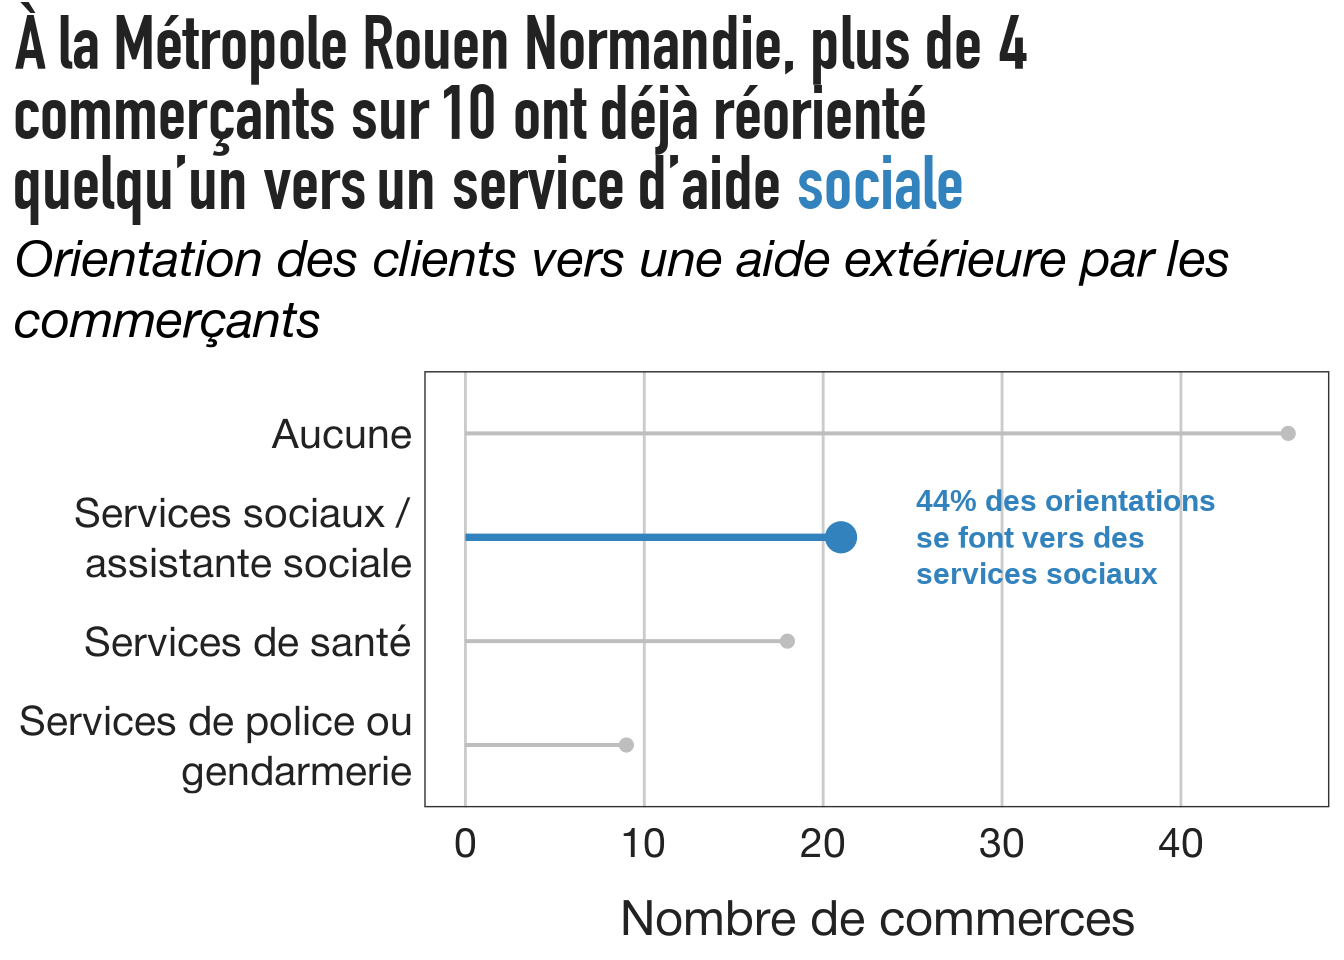 À la Métropole Rouen Normandie, plus de 4
commerçants sur 10 ont déjà réorienté
quelqu’un vers un service d’aide sociale
Orientation des clients vers une aide extérieure par les
commerçants
Aucune
Services sociaux /
assistante sociale
44% des orientations
se font vers des
services sociaux
Services de santé
Services de police ou
gendarmerie
0 10 20 30 40
Nombre de commerces